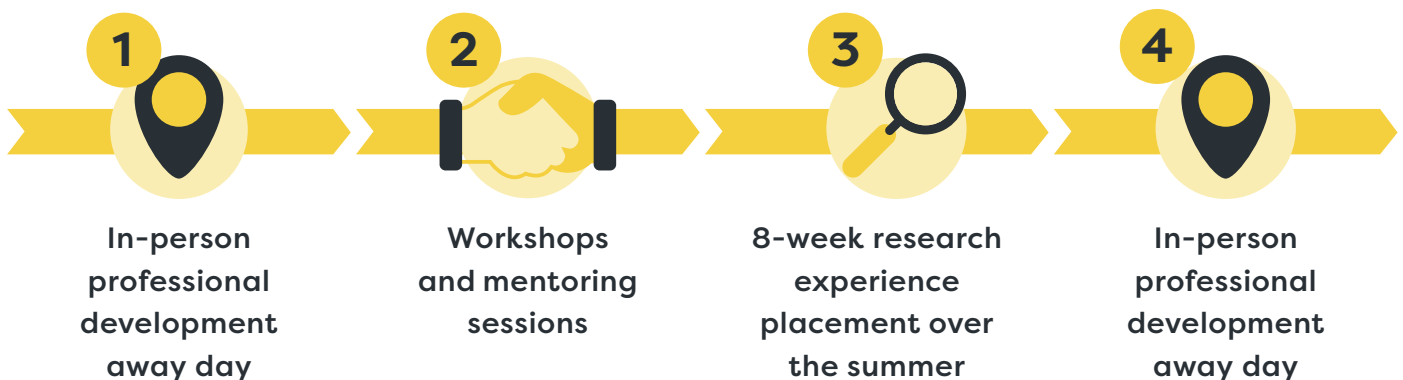 1
In-person
professional
development
away day
2
Workshops
and mentoring
sessions
3
8-week research
experience
placement over
the summer
4
In-person
professional
development
away day